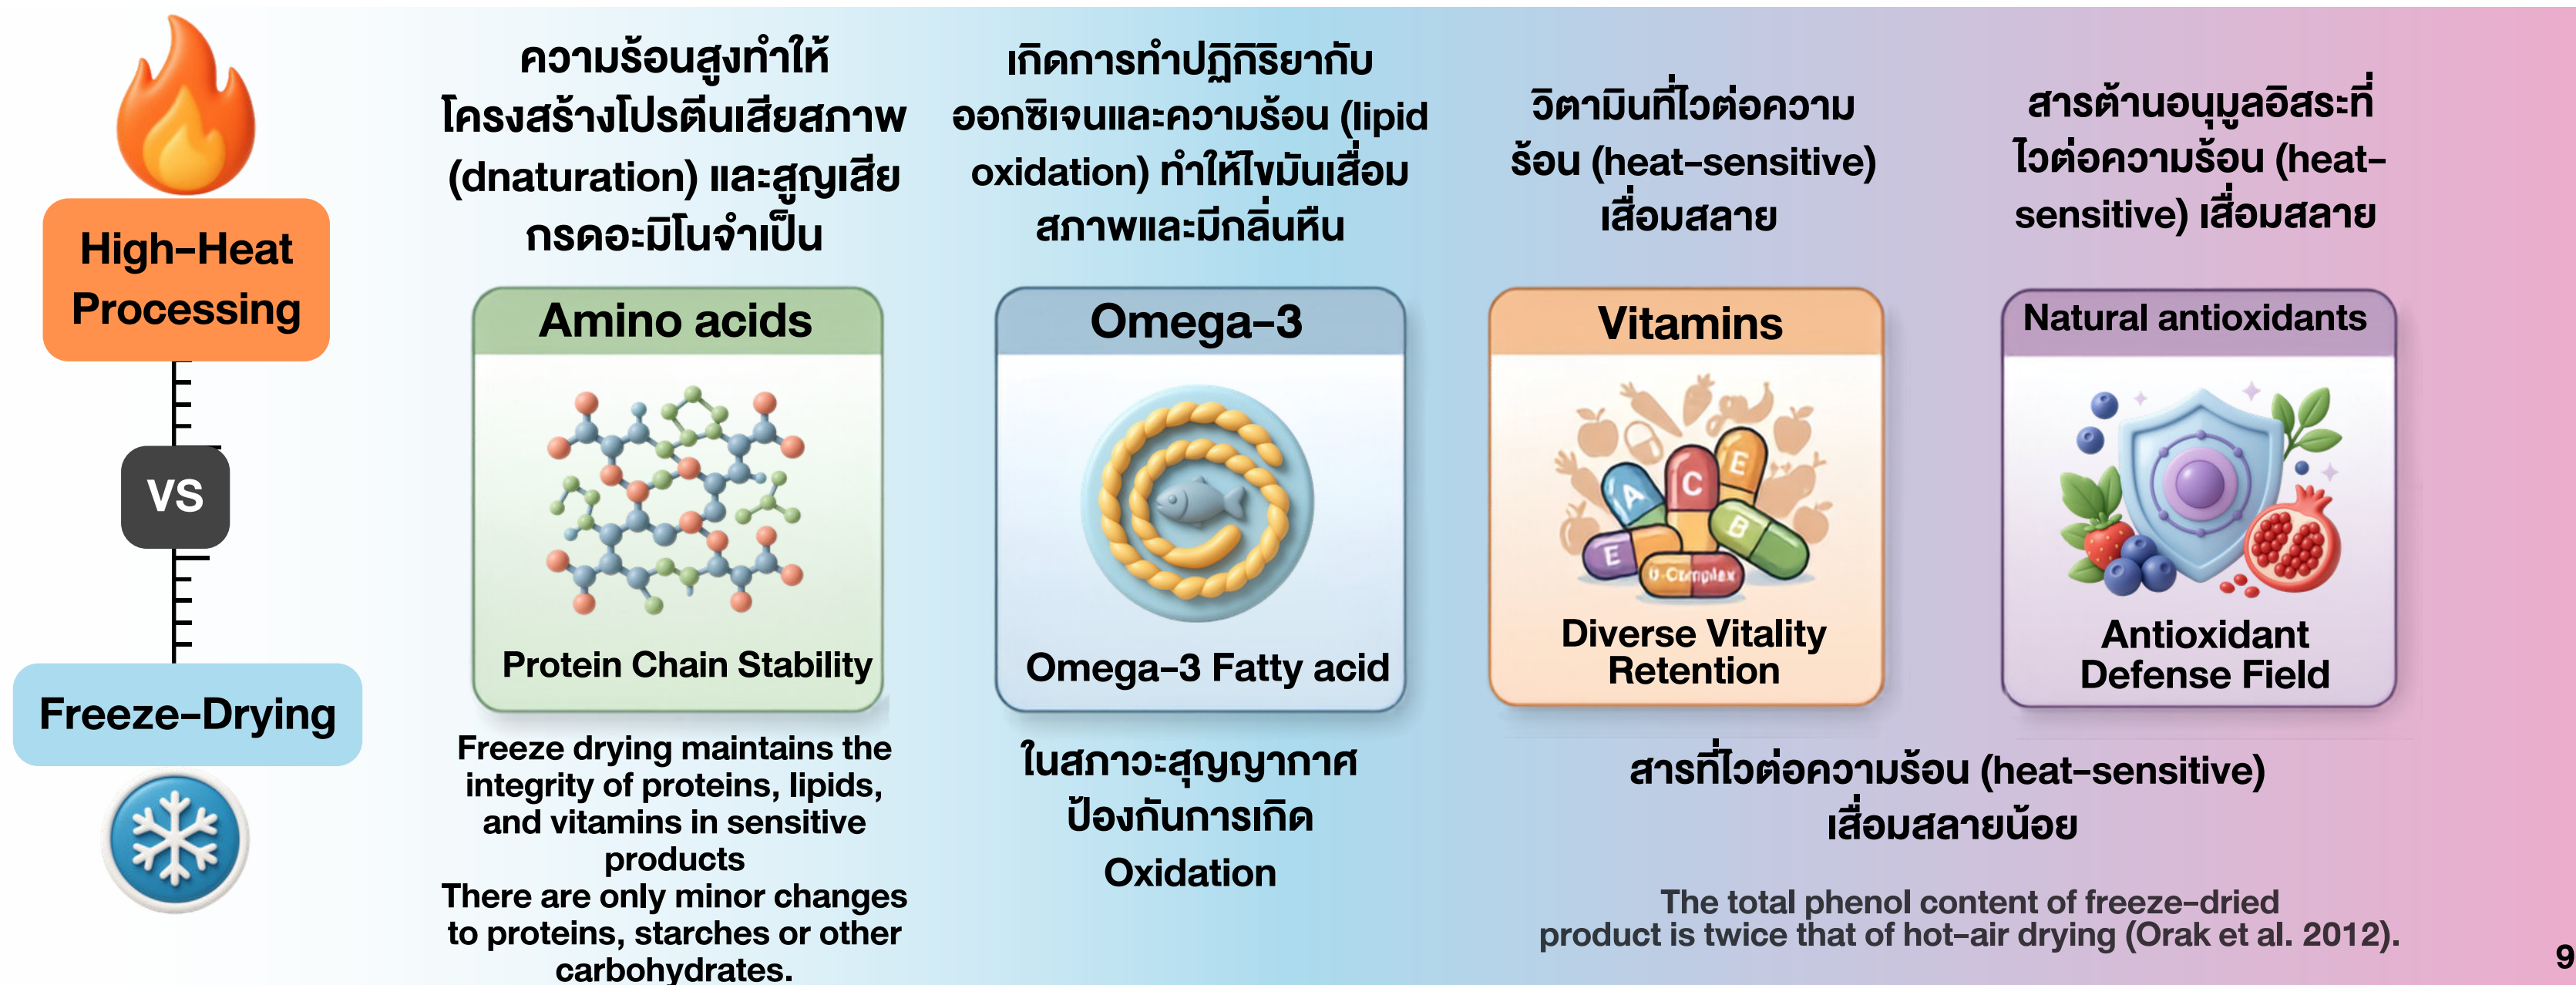 High-Heat
Processing
VS
Freeze-Drying
ความร้อนสูงทำให้
โครงสร้างโปรตีนเสียสภาพ
(dnaturation) และสูญเสีย
กรดอะมิโนจำเป็น
Amino acids
Protein Chain Stability
Freeze drying maintains the
integrity of proteins, lipids,
and vitamins in sensitive
products
There are only minor changes
to proteins, starches or other
carbohydrates.
เกิดการทำปฏิกิริยากับ
ออกซิเจนและความร้อน (lipid
oxidation) ทำให้ไขมันเสื่อม
สภาพและมีกลิ่นหืน
Omega-3
Omega-3 Fatty acid
ในสภาวะสุญญากาศ
ป้องกันการเกิด
Oxidation
วิตามินที่ไวต่อความ
ร้อน (heat-sensitive)
เสื่อมสลาย
Vitamins
A
C
E
B
E
Diverse Vitality
Retention
สารต้านอนุมูลอิสระที่
ไวต่อความร้อน (heat-
sensitive) เสื่อมสลาย
Natural antioxidants
Antioxidant
Defense Field
สารที่ไวต่อความร้อน (heat-sensitive)
เสื่อมสลายน้อย
The total phenol content of freeze-dried
product is twice that of hot-air drying (Orak et al. 2012).
9